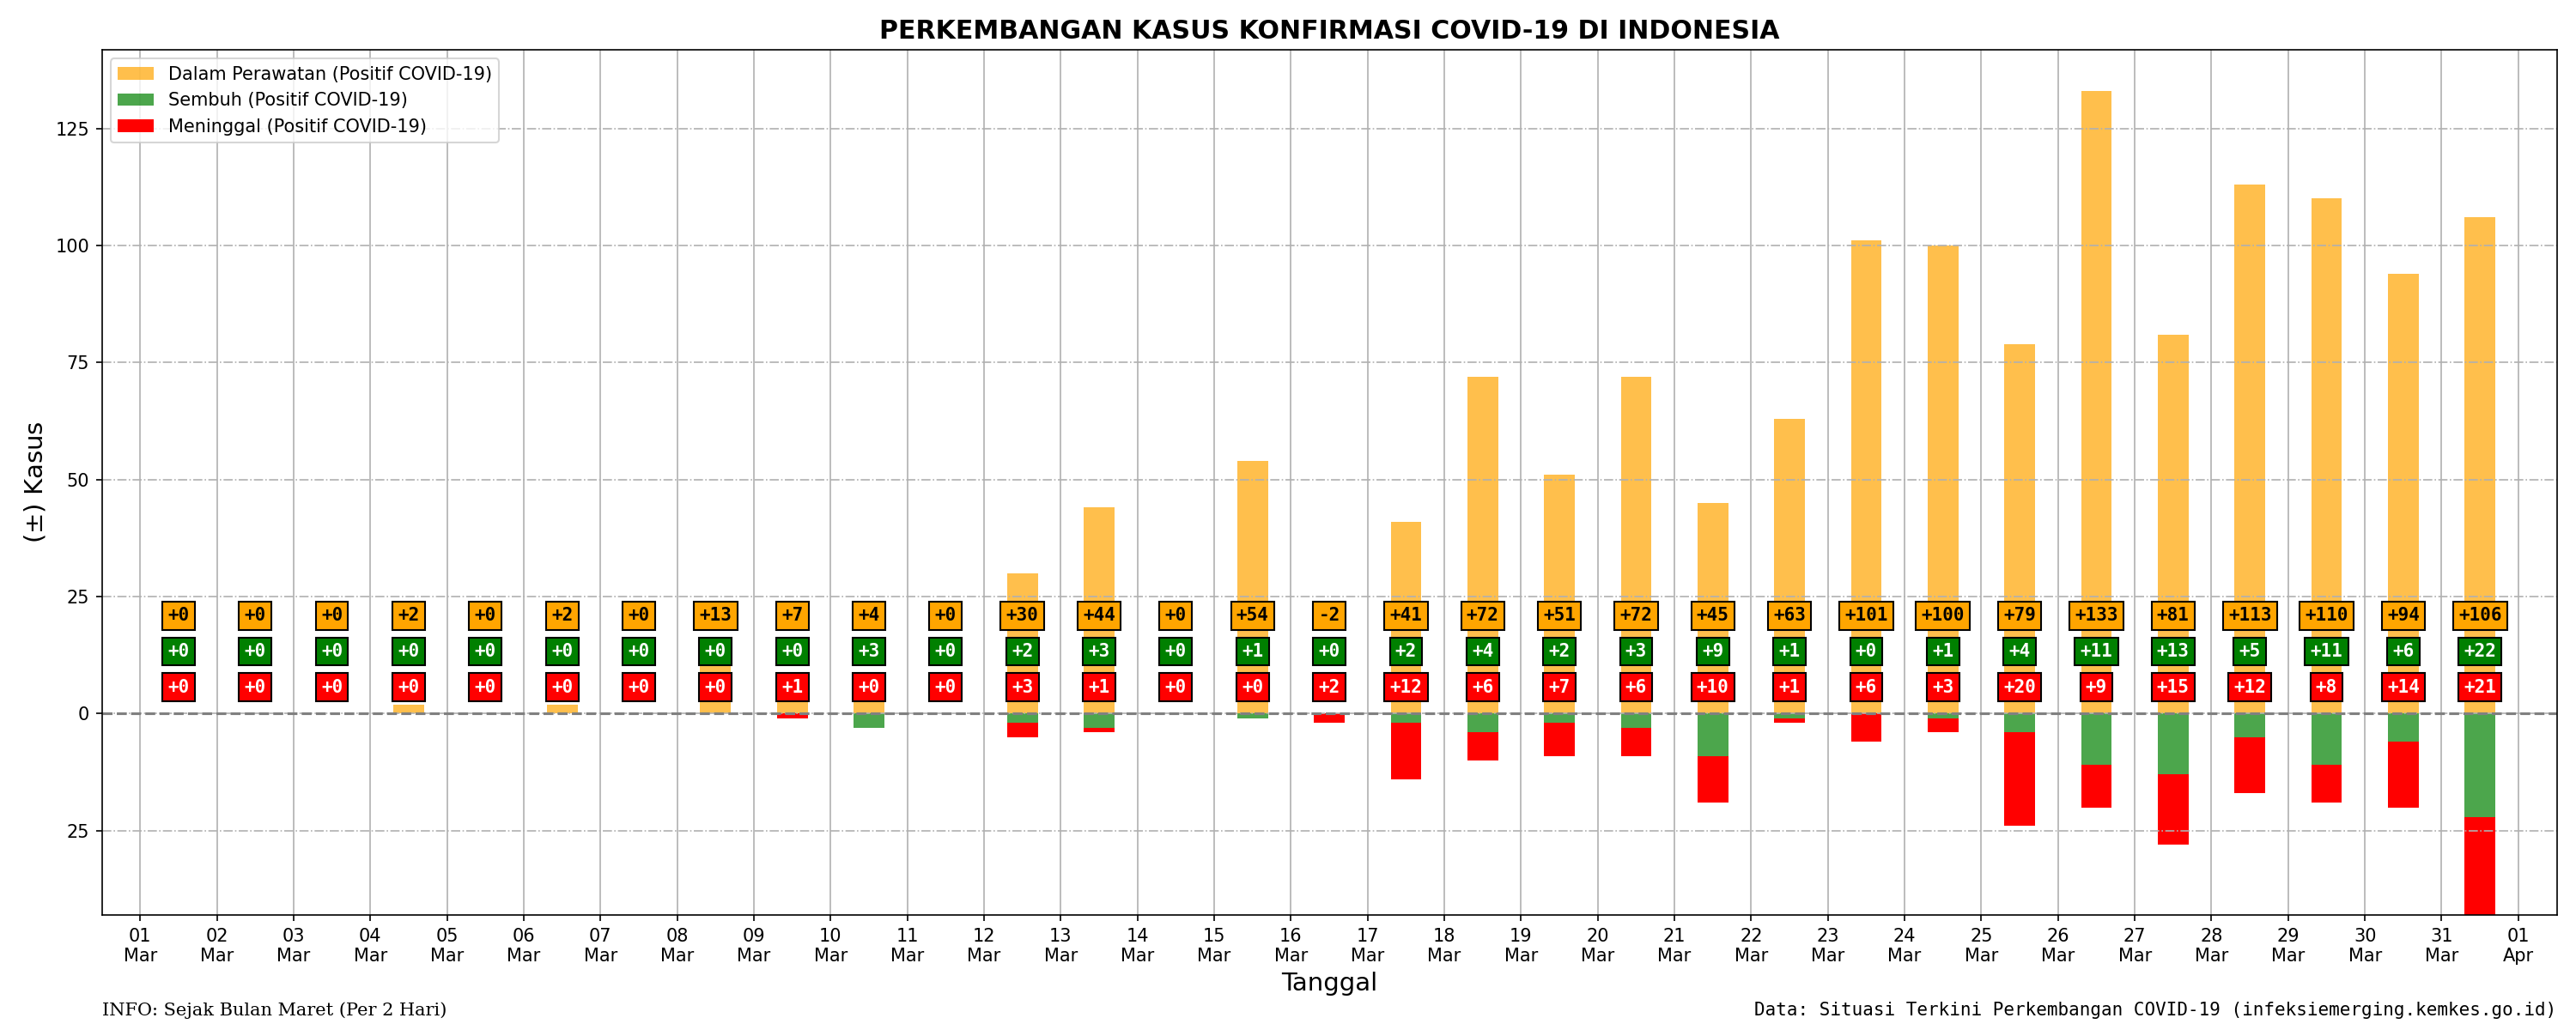 PERKEMBANGAN KASUS KONFIRMASI COVID-19 DI INDONESIA
Dalam Perawatan (Positif COVID-19)
Sembuh (Positif COVID-19)
Meninggal (Positif COVID-19)
(±) Kasus
125
100
75
50
25
0
25
+0 +0 +0 +2 +0 +2 +0 +13 +7 +4 +0 +30 +44 +0 +54 -2 +41 +72 +51 +72 +45 +63 +101 +100 +79 +133 +81 +113 +110 +94 +106
+0 +0 +0 +0 +0 +0 +0 +0 +0 +3 +0 +2 +3 +0 +1 +0 +2 +4 +2 +3 +9 +1 +0 +1 +4 +11 +13 +5 +11 +6 +22
+0 +0 +0 +0 +0 +0 +0 +0 +1 +0 +0 +3 +1 +0 +0 +2 +12 +6 +7 +6 +10 +1 +6 +3 +20 +9 +15 +12 +8 +14 +21
01 02 03 04 05 06 07 08 09 10 11 12 13 14 15 16 17 18 19 20 21 22 23 24 25 26 27 28 29 30 31 01
Mar Mar Mar Mar Mar Mar Mar Mar Mar Mar Mar Mar Mar Mar Mar Mar Mar Mar Mar Mar Mar Mar Mar Mar Mar Mar Mar Mar Mar Mar Mar Apr
Tanggal
INFO: Sejak Bulan Maret (Per 2 Hari)
Data: Situasi Terkini Perkembangan COVID-19 (infeksiemerging.kemkes.go.id)